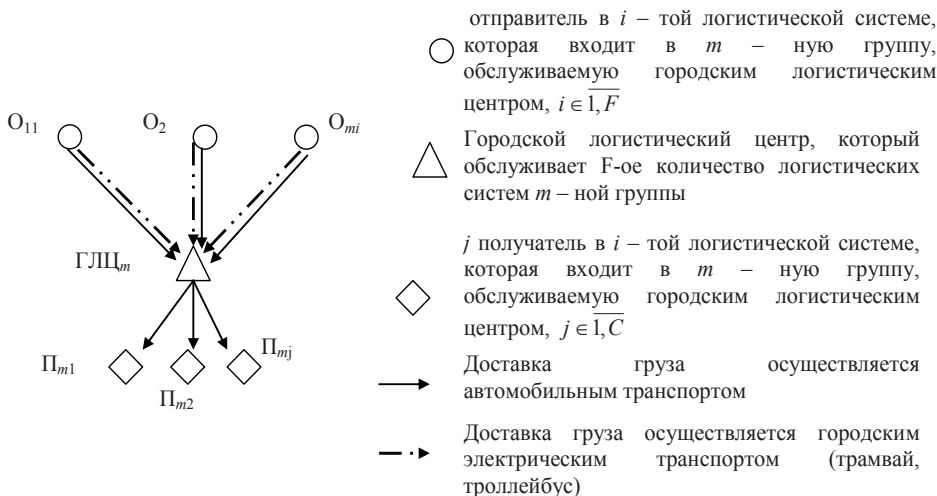 отправитель в i – той логистической системе,
которая входит в m – ную группу,
обслуживаемую городским логистическим
центром, i ∈ 1, F
O11
O2
Omi
Городской логистический центр, который
обслуживает F-ое количество логистических
систем m – ной группы
ГЛЦm
j получатель в i – той логистической системе,
которая входит в m – ную группу,
обслуживаемую городским логистическим
центром, j ∈ 1, C
Пm1
Пm2
Пmj
Доставка груза осуществляется
автомобильным транспортом
Доставка груза осуществляется городским
электрическим транспортом (трамвай,
троллейбус)